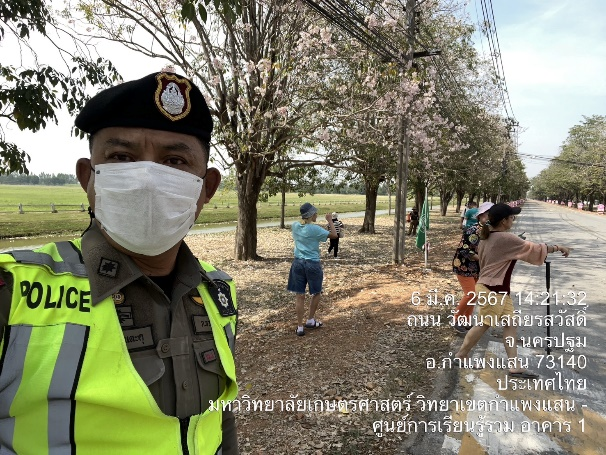 POLICE
6 มี.ค. 2567 14:21:32
ถนน วัฒนาเสถียรสวัสดิ์
จ.นครปฐม
อ.กำแพงแสน 73140
ประเทศไทย
มหาวิทยาลัยเกษตรศาสตร์ วิทยาเขตกำแพงแสน -
ศูนย์การเรียนรู้รวม อาคาร 1